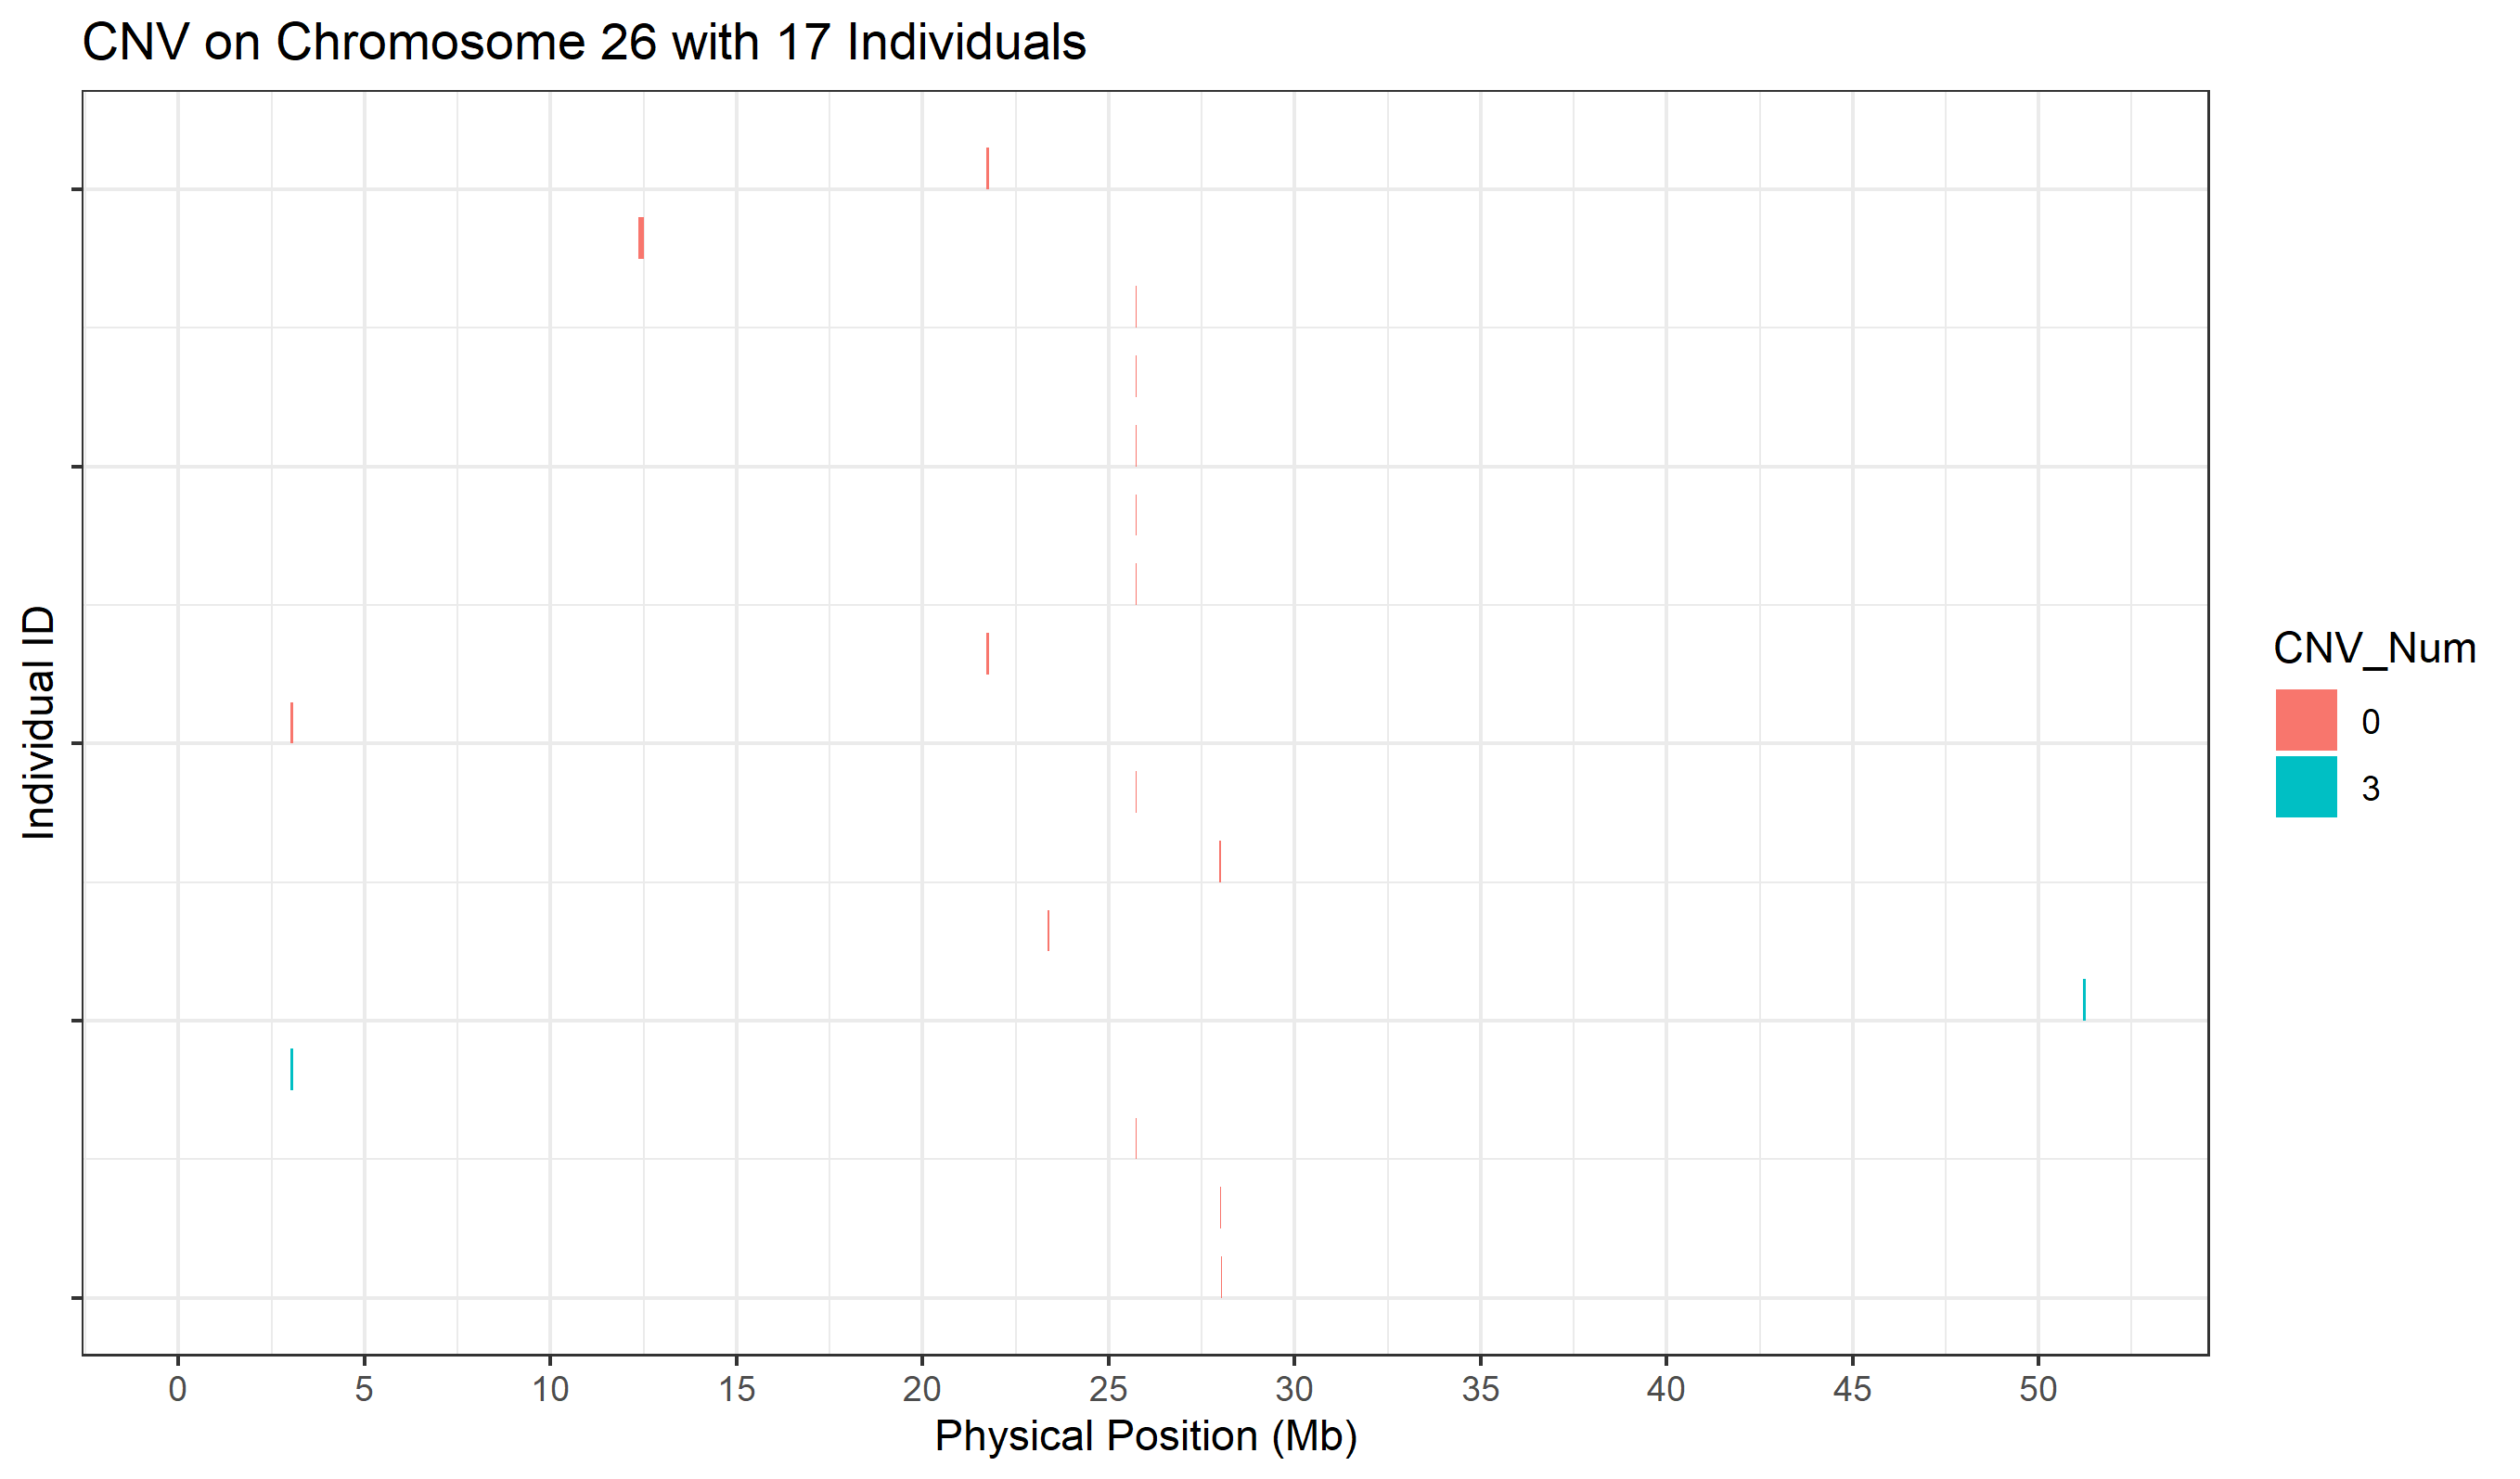 CNV on Chromosome 26 with 17 Individuals
Individual ID
CNV_Num
0
3
0 5 10 15 20 25 30 35 40 45 50
Physical Position (Mb)